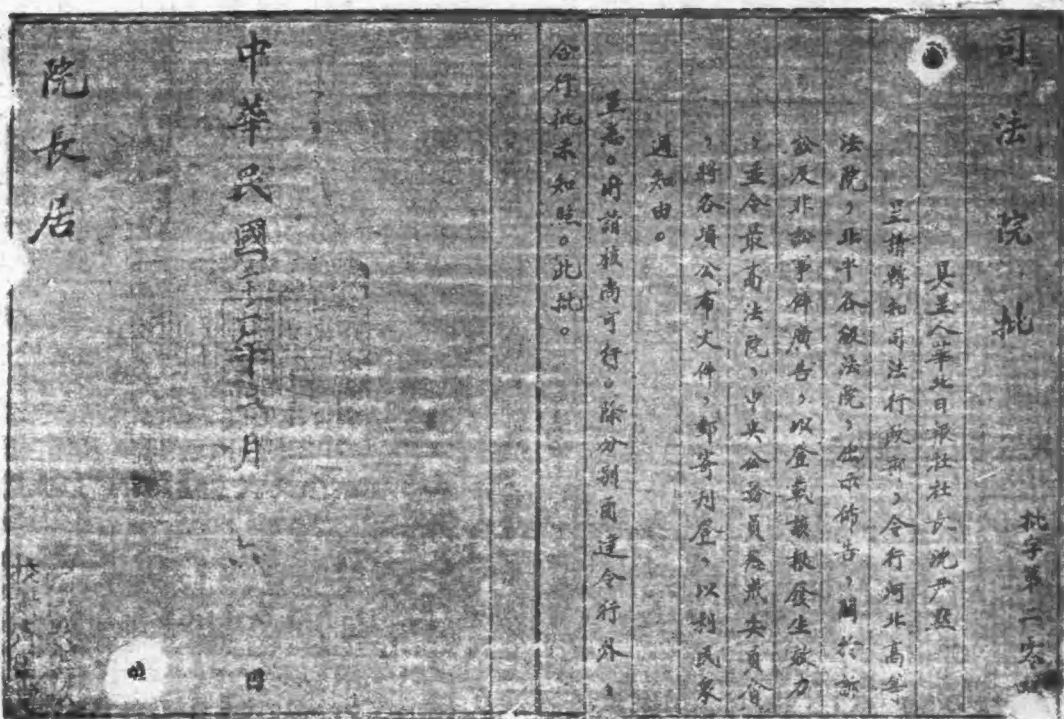 司法院批
批字第二零
具呈人華北日報社社長沈尹默
呈請轉知司法行政部,令行河北高等
法院,北平各級法院,出示佈告,關於訴
訟及非訟事件廣告,以登載該報發生效力
,並令最高法院,中央公務員懲戒委員會
,將各項公布文件,郵寄刊登,以利民眾
通知由。
呈悉。所請核尚可行。除分別函達令行外,
合行批示知照。此批。
中華民國二十二年三月六日
院長居